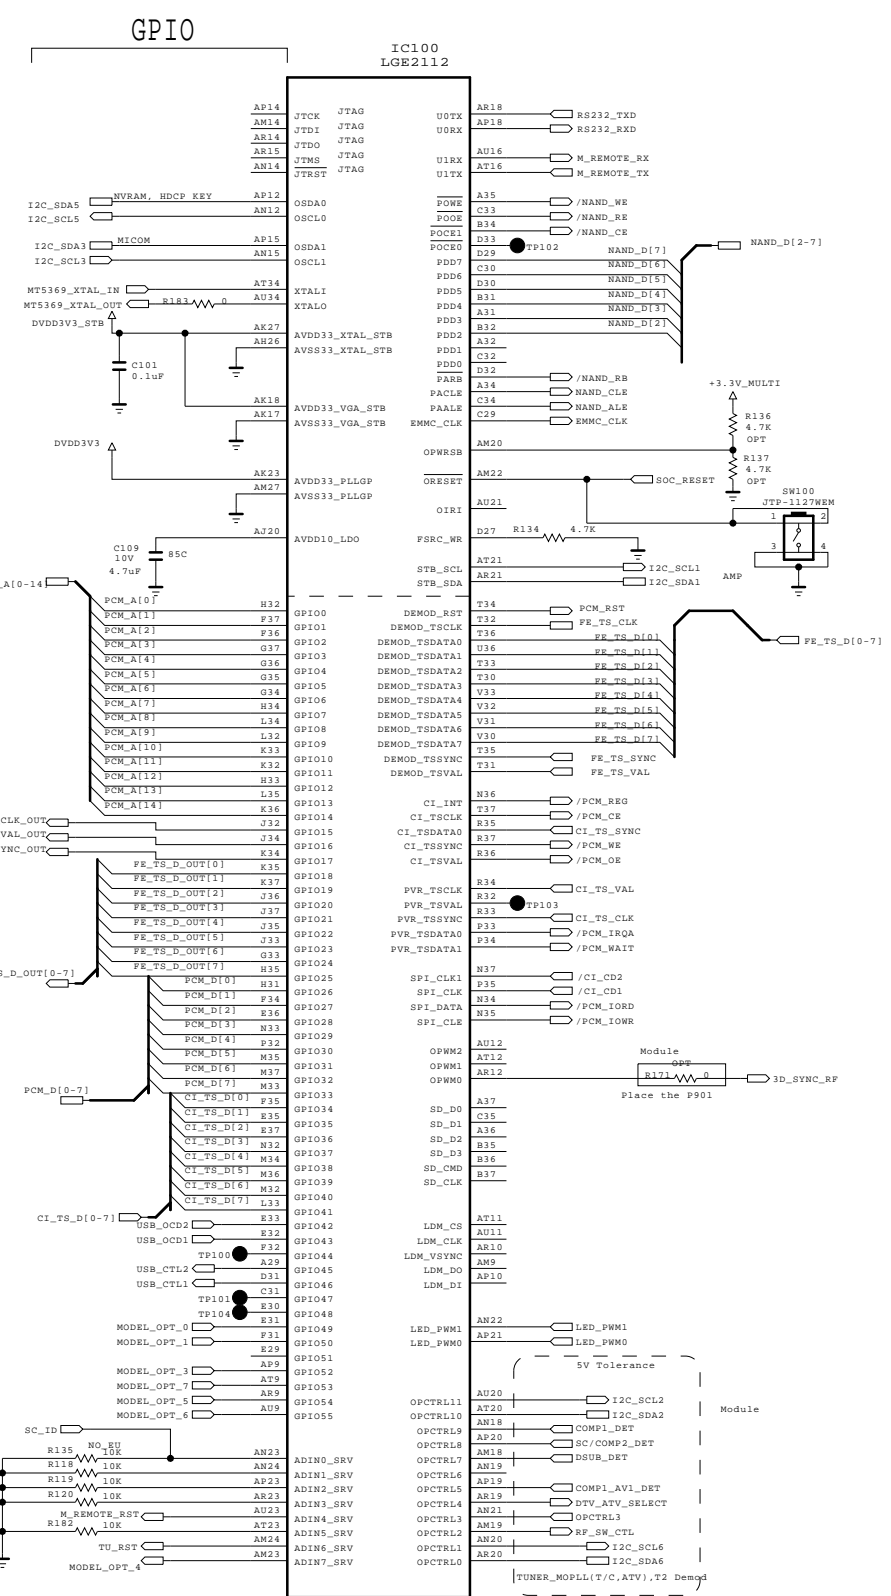 GPIO
IC100
LGE2112
AP14 JTCK JTAG U0TX AR18 RS232_TXD
AM14 JTDI JTAG U0RX AP18 RS232_RXD
AR14 JTDO JTAG
AR15 JTMS JTAG U1RX AU16 M_REMOTE_RX
AN14 JTRST JTAG U1TX AT16 M_REMOTE_TX
I2C_SDA5 NVRAM, HDCP KEY AP12 OSDA0 POWE A35 /NAND_WE
I2C_SCL5 AN12 OSCL0 POOE C33 /NAND_RE
POCE1 B34 /NAND_CE
I2C_SDA3 MICOM AP15 OSDA1 POCE0 D33 TP102 NAND_D[2-7]
I2C_SCL3 AN15 OSCL1 PDD7 D29 NAND_D[7]
PDD6 C30 NAND_D[6]
MT5369_XTAL_IN AT34 XTALI PDD5 D30 NAND_D[5]
MT5369_XTAL_OUT R183 0 AU34 XTALO PDD4 B31 NAND_D[4]
DVDD3V3_STB PDD3 A31 NAND_D[3]
AK27 AVDD33_XTAL_STB PDD2 B32 NAND_D[2]
AH26 AVSS33_XTAL_STB PDD1 A32
PDD0 C32
C101
0.1uF
PARB D32 /NAND_RB
PACLE A34 NAND_CLE
+3.3V_MULTI
AK18 AVDD33_VGA_STB PAALE C34 NAND_ALE
AK17 AVSS33_VGA_STB EMMC_CLK C29 EMMC_CLK
R136
4.7K
OPT
DVDD3V3
OPWRSB AM20
R137
4.7K
OPT
AK23 AVDD33_PLLGP ORESET AM22 SOC_RESET
AM27 AVSS33_PLLGP
SW100
JTP-1127WEM
OIRI AU21
1 2
3 4
AJ20 AVDD10_LDO FSRC_WR D27 R134 4.7K
C109
10V
4.7uF
85C
STB_SCL AT21 I2C_SCL1
STB_SDA AR21 I2C_SDA1
AMP
_A[0-14]
PCM_A[0] H32 GPIO0 DEMOD_RST T34 PCM_RST
PCM_A[1] F37 GPIO1 DEMOD_TSCLK T32 FE_TS_CLK
PCM_A[2] F36 GPIO2 DEMOD_TSDATA0 T36 FE_TS_D[0] FE_TS_D[0-7]
PCM_A[3] G37 GPIO3 DEMOD_TSDATA1 U36 FE_TS_D[1]
PCM_A[4] G36 GPIO4 DEMOD_TSDATA2 T33 FE_TS_D[2]
PCM_A[5] G35 GPIO5 DEMOD_TSDATA3 T30 FE_TS_D[3]
PCM_A[6] G34 GPIO6 DEMOD_TSDATA4 V33 FE_TS_D[4]
PCM_A[7] H34 GPIO7 DEMOD_TSDATA5 V32 FE_TS_D[5]
PCM_A[8] L34 GPIO8 DEMOD_TSDATA6 V31 FE_TS_D[6]
PCM_A[9] L32 GPIO9 DEMOD_TSDATA7 V30 FE_TS_D[7]
PCM_A[10] K33 GPIO10 DEMOD_TSSYNC T35 FE_TS_SYNC
PCM_A[11] K32 GPIO11 DEMOD_TSVAL T31 FE_TS_VAL
PCM_A[12] H33 GPIO12
PCM_A[13] L35 GPIO13 CI_INT N36 /PCM_REG
PCM_A[14] K36 GPIO14 CI_TSCLK T37 /PCM_CE
CLK_OUT J32 GPIO15 CI_TSDATA0 R35 CI_TS_SYNC
VAL_OUT J34 GPIO16 CI_TSSYNC R37 /PCM_WE
YNC_OUT K34 GPIO17 CI_TSVAL R36 /PCM_OE
FE_TS_D_OUT[0] K35 GPIO18
FE_TS_D_OUT[1] K37 GPIO19 PVR_TSCLK R34 CI_TS_VAL
FE_TS_D_OUT[2] J36 GPIO20 PVR_TSVAL R32 TP103
FE_TS_D_OUT[3] J37 GPIO21 PVR_TSSYNC R33 CI_TS_CLK
FE_TS_D_OUT[4] J35 GPIO22 PVR_TSDATA0 P33 /PCM_IRQA
FE_TS_D_OUT[5] J33 GPIO23 PVR_TSDATA1 P34 /PCM_WAIT
FE_TS_D_OUT[6] G33 GPIO24
FE_TS_D_OUT[7] H35 GPIO25 SPI_CLK1 N37 /CI_CD2
S_D_OUT[0-7]
PCM_D[0] H31 GPIO26 SPI_CLK P35 /CI_CD1
PCM_D[1] F34 GPIO27 SPI_DATA N34 /PCM_IORD
PCM_D[2] E36 GPIO28 SPI_CLE N35 /PCM_IOWR
PCM_D[3] N33 GPIO29
PCM_D[4] P32 GPIO30 OPWM2 AU12
PCM_D[5] M35 GPIO31 OPWM1 AT12
PCM_D[6] M37 GPIO32 OPWM0 AR12 R171 0 3D_SYNC_RF
Module
OPT
Place the P901
PCM_D[7] M33 GPIO33
PCM_D[0-7]
CI_TS_D[0] F35 GPIO34 SD_D0 A37
CI_TS_D[1] E35 GPIO35 SD_D1 C35
CI_TS_D[2] E37 GPIO36 SD_D2 A36
CI_TS_D[3] N32 GPIO37 SD_D3 B35
CI_TS_D[4] M34 GPIO38 SD_CMD B36
CI_TS_D[5] M36 GPIO39 SD_CLK B37
CI_TS_D[6] M32 GPIO40
CI_TS_D[7] L33 GPIO41
CI_TS_D[0-7]
USB_OCD2 E33 GPIO42 LDM_CS AT11
USB_OCD1 E32 GPIO43 LDM_CLK AU11
TP100 F32 GPIO44 LDM_VSYNC AR10
USB_CTL2 A29 GPIO45 LDM_DO AM9
USB_CTL1 D31 GPIO46 LDM_DI AP10
TP101 C31 GPIO47
TP104 E30 GPIO48
MODEL_OPT_0 E31 GPIO49 LED_PWM1 AN22 LED_PWM1
MODEL_OPT_1 F31 GPIO50 LED_PWM0 AP21 LED_PWM0
E29 GPIO51
5V Tolerance
MODEL_OPT_3 AP9 GPIO52
MODEL_OPT_7 AT9 GPIO53
MODEL_OPT_5 AR9 GPIO54 OPCTRL11 AU20 I2C_SCL2
MODEL_OPT_6 AU9 GPIO55 OPCTRL10 AT20 I2C_SDA2
Module
SC_ID OPCTRL9 AN18 COMP1_DET
OPCTRL8 AP20 SC/COMP2_DET
NO_EU
R135 10K AN23 ADIN0_SRV OPCTRL7 AM18 DSUB_DET
R118 10K AN24 ADIN1_SRV OPCTRL6 AN19
R119 10K AP23 ADIN2_SRV OPCTRL5 AP19 COMP1_AV1_DET
R120 10K AR23 ADIN3_SRV OPCTRL4 AR19 DTV_ATV_SELECT
M_REMOTE_RST AU23 ADIN4_SRV OPCTRL3 AN21 OPCTRL3
R182 10K AT23 ADIN5_SRV OPCTRL2 AM19 RF_SW_CTL
TU_RST AM24 ADIN6_SRV OPCTRL1 AN20 I2C_SCL6
MODEL_OPT_4 AM23 ADIN7_SRV OPCTRL0 AR20 I2C_SDA6
TUNER_MOPLL(T/C,ATV),T2 Demod